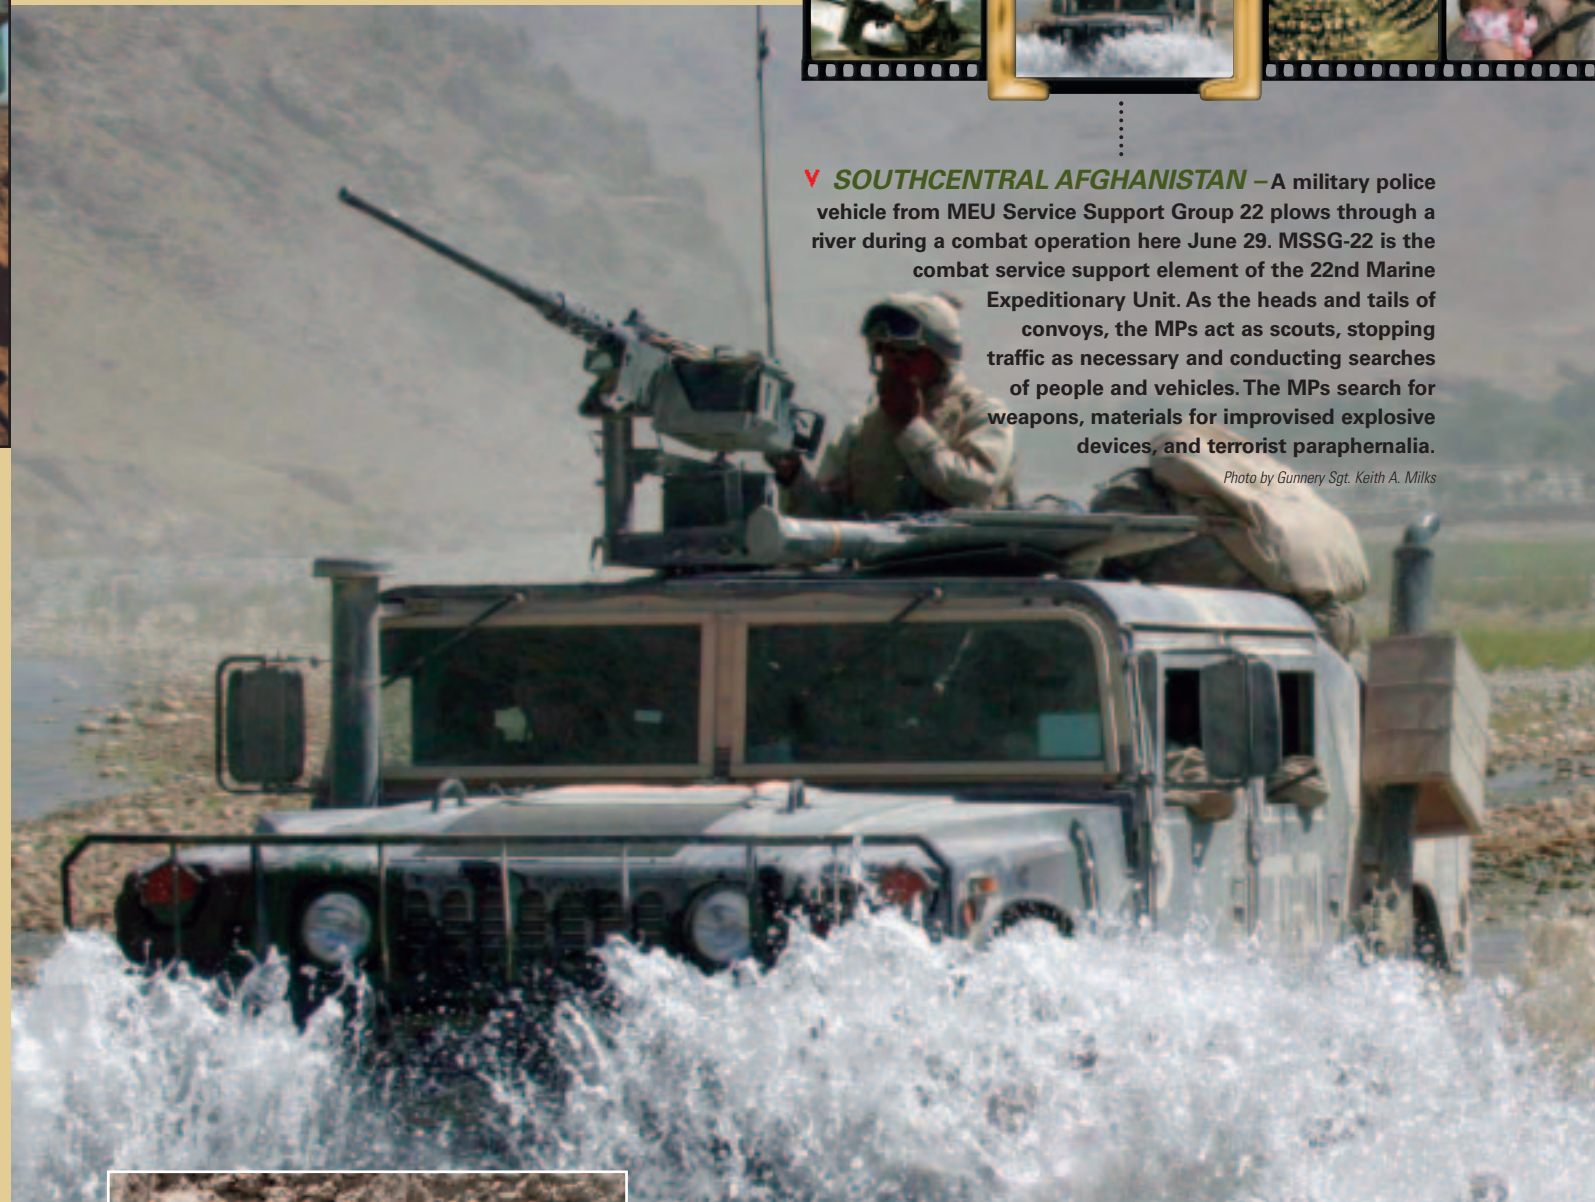 SOUTHCENTRAL AFGHANISTAN – A military police
vehicle from MEU Service Support Group 22 plows through a
river during a combat operation here June 29. MSSG-22 is the
combat service support element of the 22nd Marine
Expeditionary Unit. As the heads and tails of
convoys, the MPs act as scouts, stopping
traffic as necessary and conducting searches
of people and vehicles. The MPs search for
weapons, materials for improvised explosive
devices, and terrorist paraphernalia.
Photo by Gunnery Sgt. Keith A. Milks